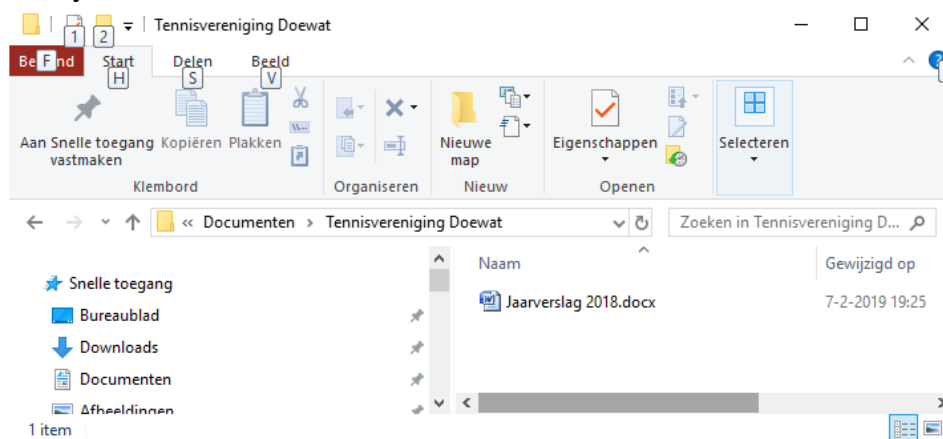 Tennisvereniging Doewat
1 2
Be F nd Start Delen Beeld
H S V
Aan Snelle toegang vastmaken Kopiëren Plakken Nieuwe map Eigenschappen Selecteren
Klembord Organiseren Nieuw Openen
« Documenten > Tennisvereniging Doewat Zoeken in Tennisvereniging D...
Naam Gewijzigd op
Snelle toegang
Jaarverslag 2018.docx 7-2-2019 19:25
Bureaublad
Downloads
Documenten
Afbeeldingen
1 item